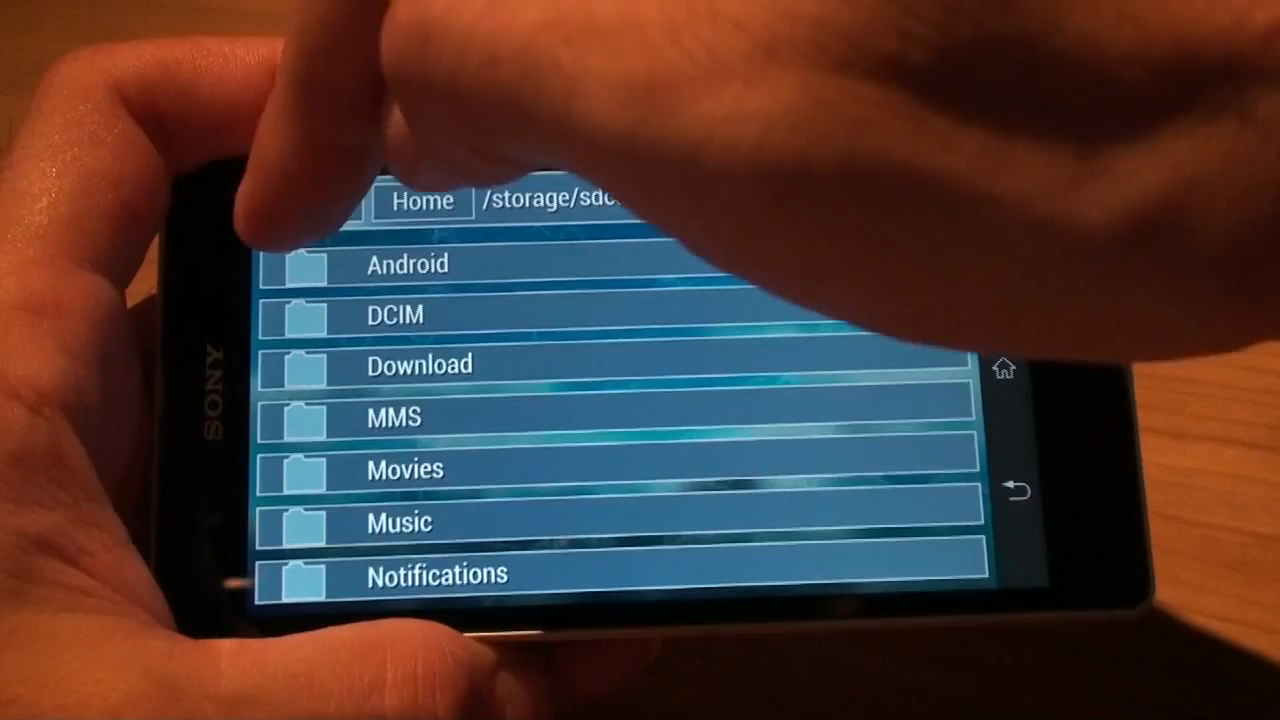 Home /storage/sdc
Android
DCIM
Download
MMS
Movies
Music
Notifications
SONY